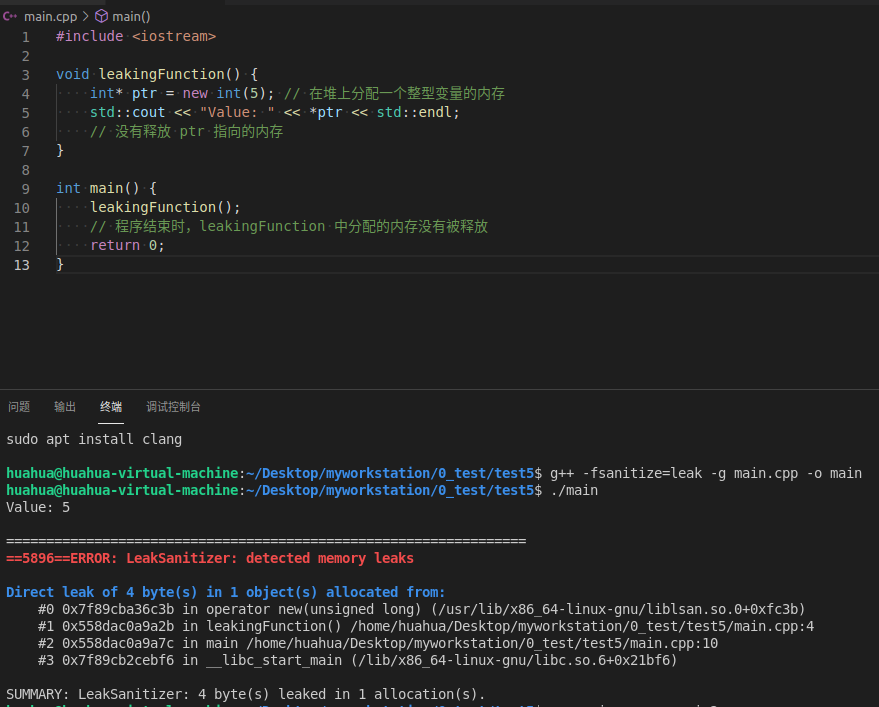 main.cpp > main()
1 #include <iostream>
2
3 void leakingFunction() {
4 int* ptr = new int(5); // 在堆上分配一个整型变量的内存
5 std::cout << "Value: " << *ptr << std::endl;
6 // 没有释放 ptr 指向的内存
7 }
8
9 int main() {
10 leakingFunction();
11 // 程序结束时，leakingFunction 中分配的内存没有被释放
12 return 0;
13 }
问题 输出 终端 调试控制台
sudo apt install clang
huahua@huahua-virtual-machine:~/Desktop/myworkstation/0_test/test5$ g++ -fsanitize=leak -g main.cpp -o main
huahua@huahua-virtual-machine:~/Desktop/myworkstation/0_test/test5$ ./main
Value: 5
=================================================================
==5896==ERROR: LeakSanitizer: detected memory leaks
Direct leak of 4 byte(s) in 1 object(s) allocated from:
#0 0x7f89cba36c3b in operator new(unsigned long) (/usr/lib/x86_64-linux-gnu/liblsan.so.0+0xfc3b)
#1 0x558dac0a9a2b in leakingFunction() /home/huahua/Desktop/myworkstation/0_test/test5/main.cpp:4
#2 0x558dac0a9a7c in main /home/huahua/Desktop/myworkstation/0_test/test5/main.cpp:10
#3 0x7f89cb2cebf6 in __libc_start_main (/lib/x86_64-linux-gnu/libc.so.6+0x21bf6)
SUMMARY: LeakSanitizer: 4 byte(s) leaked in 1 allocation(s).